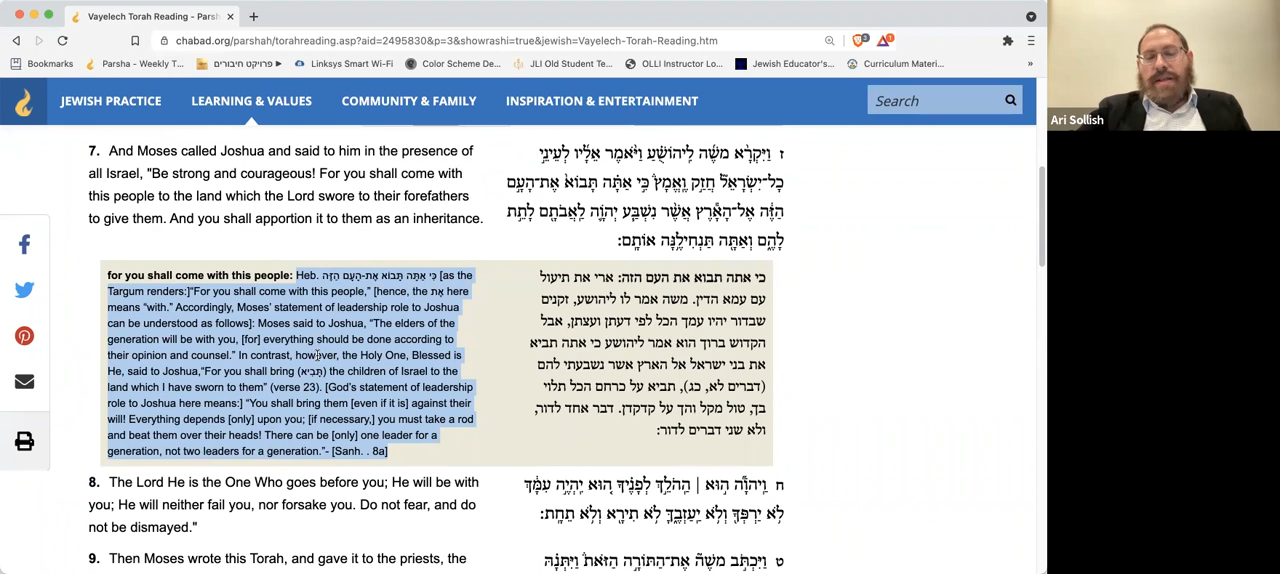 Vayelech Torah Reading - Parsh
chabad.org/parshah/torahreading.asp?aid=2495830&p=3&showrashi=true&jewish=Vayelech-Torah-Reading.htm
3
1
Bookmarks
Parsha - Weekly T...
פרויקט חיבורים
Linksys Smart Wi-Fi
Color Scheme De...
JLI Old Student Te...
OLLI Instructor Lo...
Jewish Educator's...
Curriculum Materi...
JEWISH PRACTICE
LEARNING & VALUES
COMMUNITY & FAMILY
INSPIRATION & ENTERTAINMENT
Search
Ari Sollish
7. And Moses called Joshua and said to him in the presence of
all Israel, "Be strong and courageous! For you shall come with
this people to the land which the Lord swore to their forefathers
to give them. And you shall apportion it to them as an inheritance.
ז וַיִּקְרָ֨א משֶׁ֜ה לִֽיהוֹשֻׁ֗עַ וַיֹּ֨אמֶר אֵלָ֜יו לְעֵינֵ֣י
כָל־יִשְׂרָאֵל֘ חֲזַ֣ק וֶֽאֱמָץ֒ כִּ֣י אַתָּ֗ה תָּבוֹא֙ אֶת־הָעָ֣ם
הַזֶּ֔ה אֶל־הָאָ֕רֶץ אֲשֶׁ֨ר נִשְׁבַּ֧ע יְהֹוָ֛ה לַֽאֲבֹתָ֖ם לָתֵ֣ת
לָהֶ֑ם וְאַתָּ֖ה תַּנְחִילֶ֥נָּה אוֹתָֽם:
for you shall come with this people: Heb. כִּי אַתָּה תָּבוֹא אֶת-הָעָם הַזֶּה [as the
Targum renders:]“For you shall come with this people,” [hence, the אֶת here
means “with.” Accordingly, Moses’ statement of leadership role to Joshua
can be understood as follows]: Moses said to Joshua, “The elders of the
generation will be with you, [for] everything should be done according to
their opinion and counsel.” In contrast, however, the Holy One, Blessed is
He, said to Joshua,“For you shall bring (תָּבִיא) the children of Israel to the
land which I have sworn to them” (verse 23). [God’s statement of leadership
role to Joshua here means:] “You shall bring them [even if it is] against their
will! Everything depends [only] upon you; [if necessary,] you must take a rod
and beat them over their heads! There can be [only] one leader for a
generation, not two leaders for a generation.”- [Sanh. . 8a]
כי אתה תבוא את העם הזה: ארי את תיעול
עם עמא הדין. משה אמר לו ליהושע, זקנים
שבדור יהיו עמך הכל לפי דעתן ועצתן, אבל
הקדוש ברוך הוא אמר ליהושע כי אתה תביא
את בני ישראל אל הארץ אשר נשבעתי להם
(דברים לא, כג), תביא על כרחם הכל תלוי
בך, טול מקל והך על קדקדן. דבר אחד לדור,
ולא שני דברים לדור:
8. The Lord He is the One Who goes before you; He will be with
you; He will neither fail you, nor forsake you. Do not fear, and do
not be dismayed."
ח וַֽיהֹוָ֞ה ה֣וּא | הַֽהֹלֵ֣ךְ לְפָנֶ֗יךָ ה֚וּא יִֽהְיֶ֣ה עִמָּ֔ךְ
לֹ֥א יַרְפְּךָ֖ וְלֹ֣א יַֽעַזְבֶ֑ךָּ לֹ֥א תִירָ֖א וְלֹ֥א תֵחָֽת:
9. Then Moses wrote this Torah, and gave it to the priests, the
ט וַיִּכְתֹּ֣ב משֶׁה֘ אֶת־הַתּוֹרָ֣ה הַזֹּאת֒ וַיִּתְּנָ֗הּ